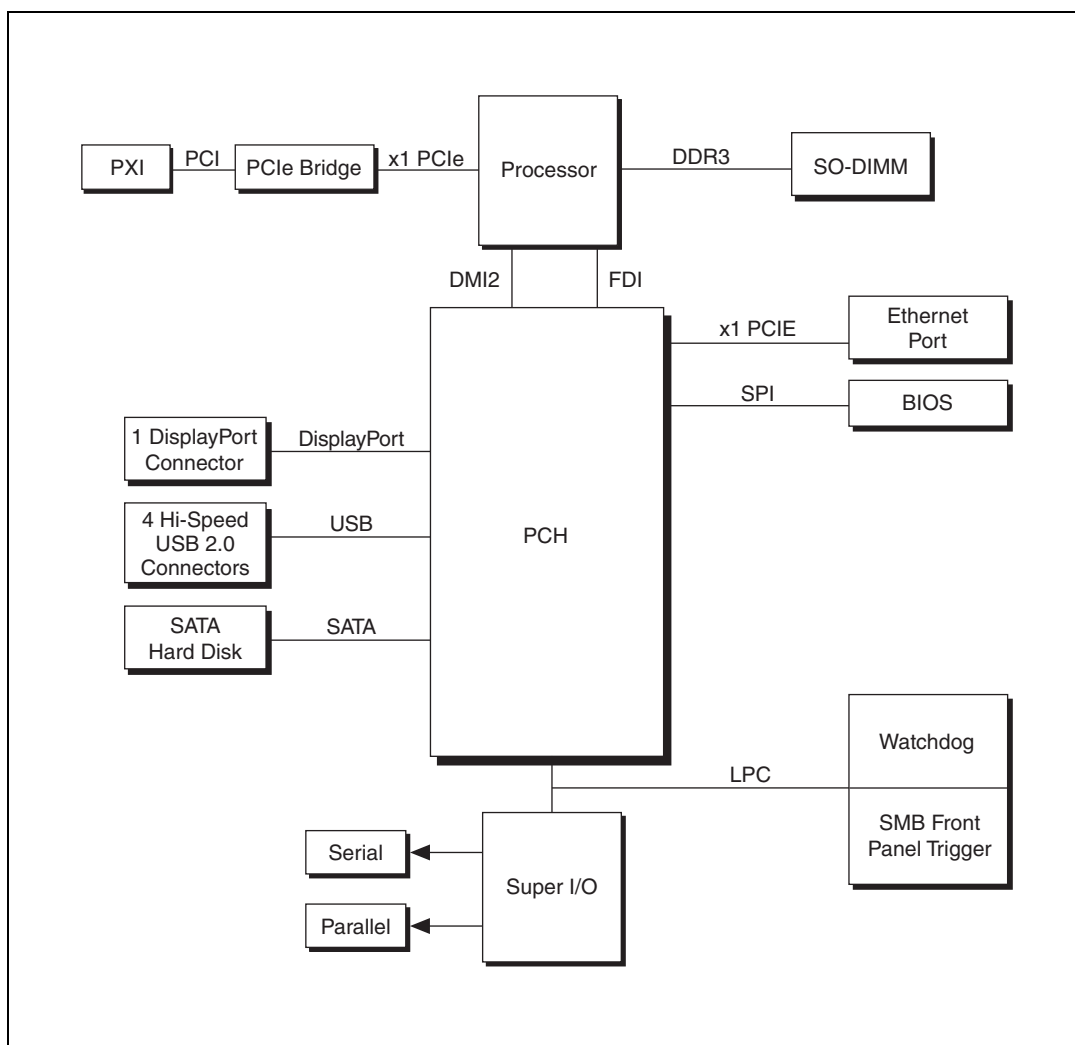 PXI
PCI
PCIe Bridge
x1 PCIe
Processor
DDR3
SO-DIMM
DMI2
FDI
x1 PCIE
Ethernet
Port
SPI
BIOS
1 DisplayPort
Connector
DisplayPort
4 Hi-Speed
USB 2.0
Connectors
USB
PCH
SATA
Hard Disk
SATA
Watchdog
LPC
SMB Front
Panel Trigger
Serial
Super I/O
Parallel